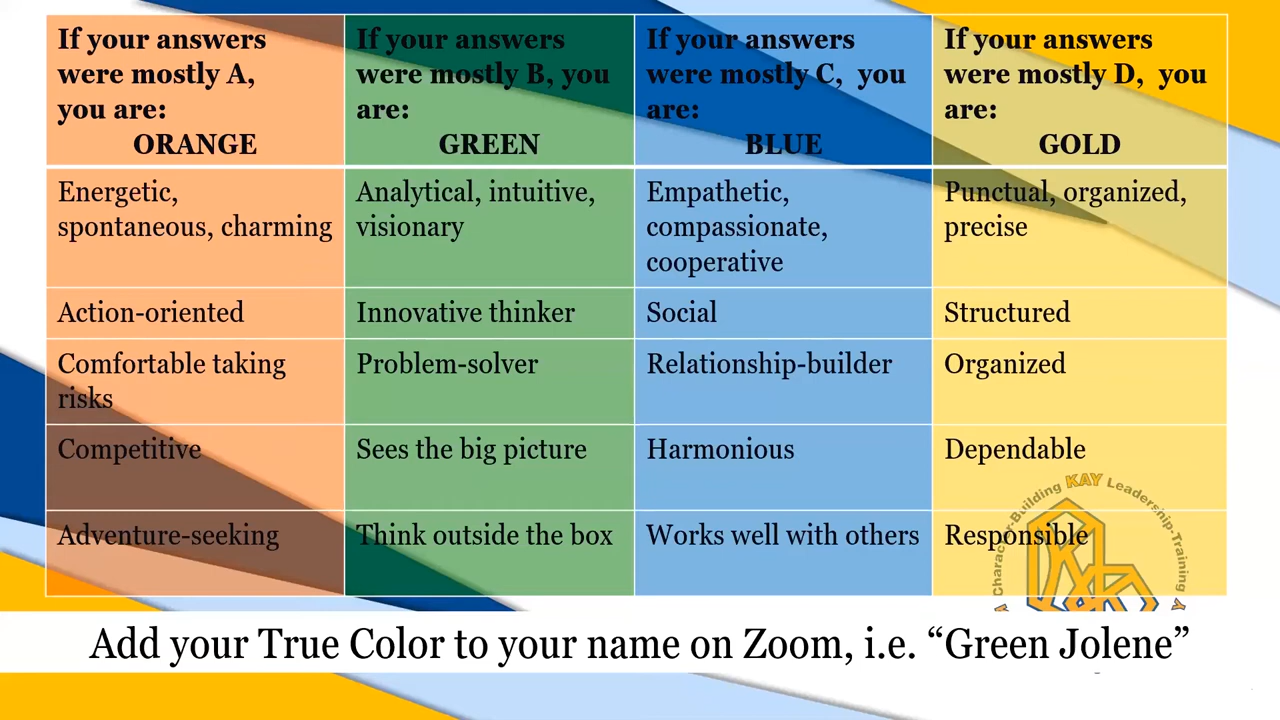 If your answers
were mostly A,
you are:
ORANGE
If your answers
were mostly B, you
are:
GREEN
If your answers
were mostly C, you
are:
BLUE
If your answers
were mostly D, you
are:
GOLD
Energetic,
spontaneous, charming
Analytical, intuitive,
visionary
Empathetic,
compassionate,
cooperative
Punctual, organized,
precise
Action-oriented
Innovative thinker
Social
Structured
Comfortable taking
risks
Problem-solver
Relationship-builder
Organized
Competitive
Sees the big picture
Harmonious
Dependable
Adventure-seeking
Think outside the box
Works well with others
Responsible
Character-Building KAY Leadership-Training
Add your True Color to your name on Zoom, i.e. “Green Jolene”